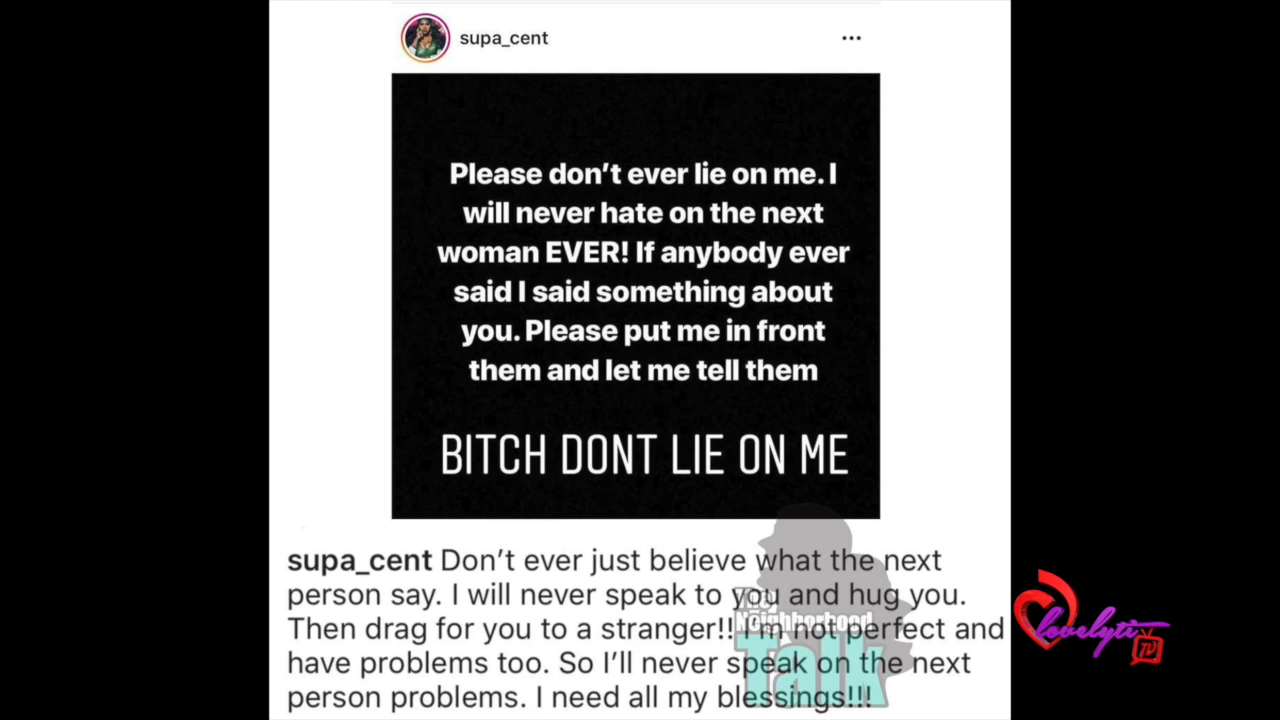 supa_cent
Please don't ever lie on me. I
will never hate on the next
woman EVER! If anybody ever
said I said something about
you. Please put me in front
them and let me tell them
BITCH DONT LIE ON ME
supa_cent Don't ever just believe what the next
person say. I will never speak to you and hug you.
Then drag for you to a stranger!! I'm not perfect and
have problems too. So I'll never speak on the next
person problems. I need all my blessings!!!
The
Neighborhood
Talk
lovelyti
TV